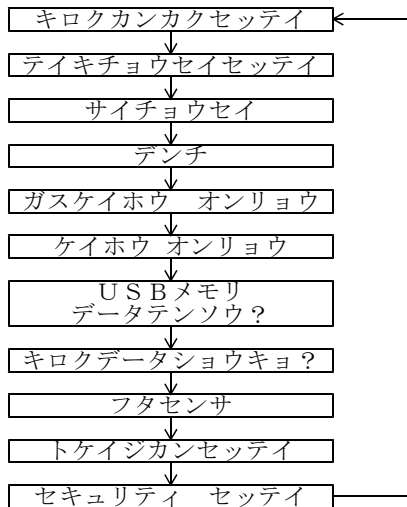 キロクカンカクセッテイ
テイキチョウセイセッテイ
サイチョウセイ
デンチ
ガスケイホウ　オンリョウ
ケイホウ オンリョウ
ＵＳＢメモリ
データテンソウ？
キロクデータショウキョ？
フタセンサ
トケイジカンセッテイ
セキュリティ　セッテイ